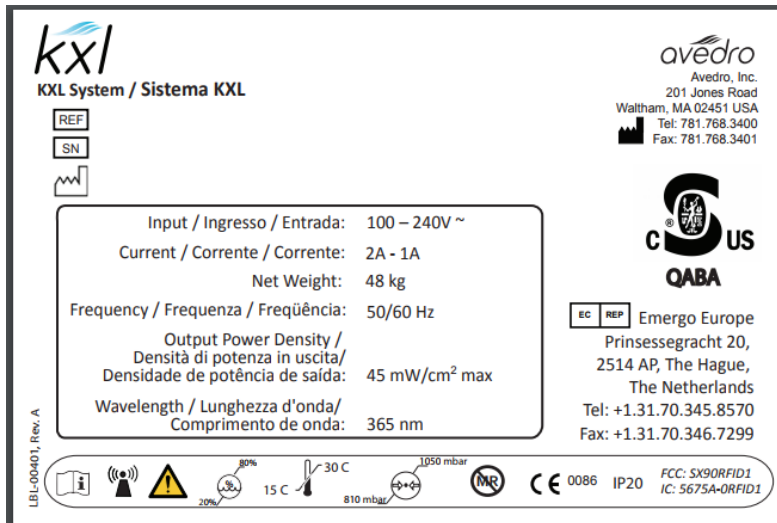 kxl
KXL System / Sistema KXL
REF
SN
avedro
Avedro, Inc.
201 Jones Road
Waltham, MA 02451 USA
Tel: 781.768.3400
Fax: 781.768.3401
Input / Ingresso / Entrada: 100 – 240V ~
Current / Corrente / Corrente: 2A - 1A
Net Weight: 48 kg
Frequency / Frequenza / Freqüência: 50/60 Hz
Output Power Density /
Densità di potenza in uscita/
Densidade de potência de saída: 45 mW/cm² max
Wavelength / Lunghezza d'onda/
Comprimento de onda: 365 nm
® C S US
QABA
EC REP Emergo Europe
Prinsessegracht 20,
2514 AP, The Hague,
The Netherlands
Tel: +1.31.70.345.8570
Fax: +1.31.70.346.7299
LBL-00401, Rev. A
i
20% % 80%
15 C 30 C
810 mbar 1050 mbar
MR
CE 0086
IP20
FCC: SX90RFID1
IC: 5675A-0RFID1